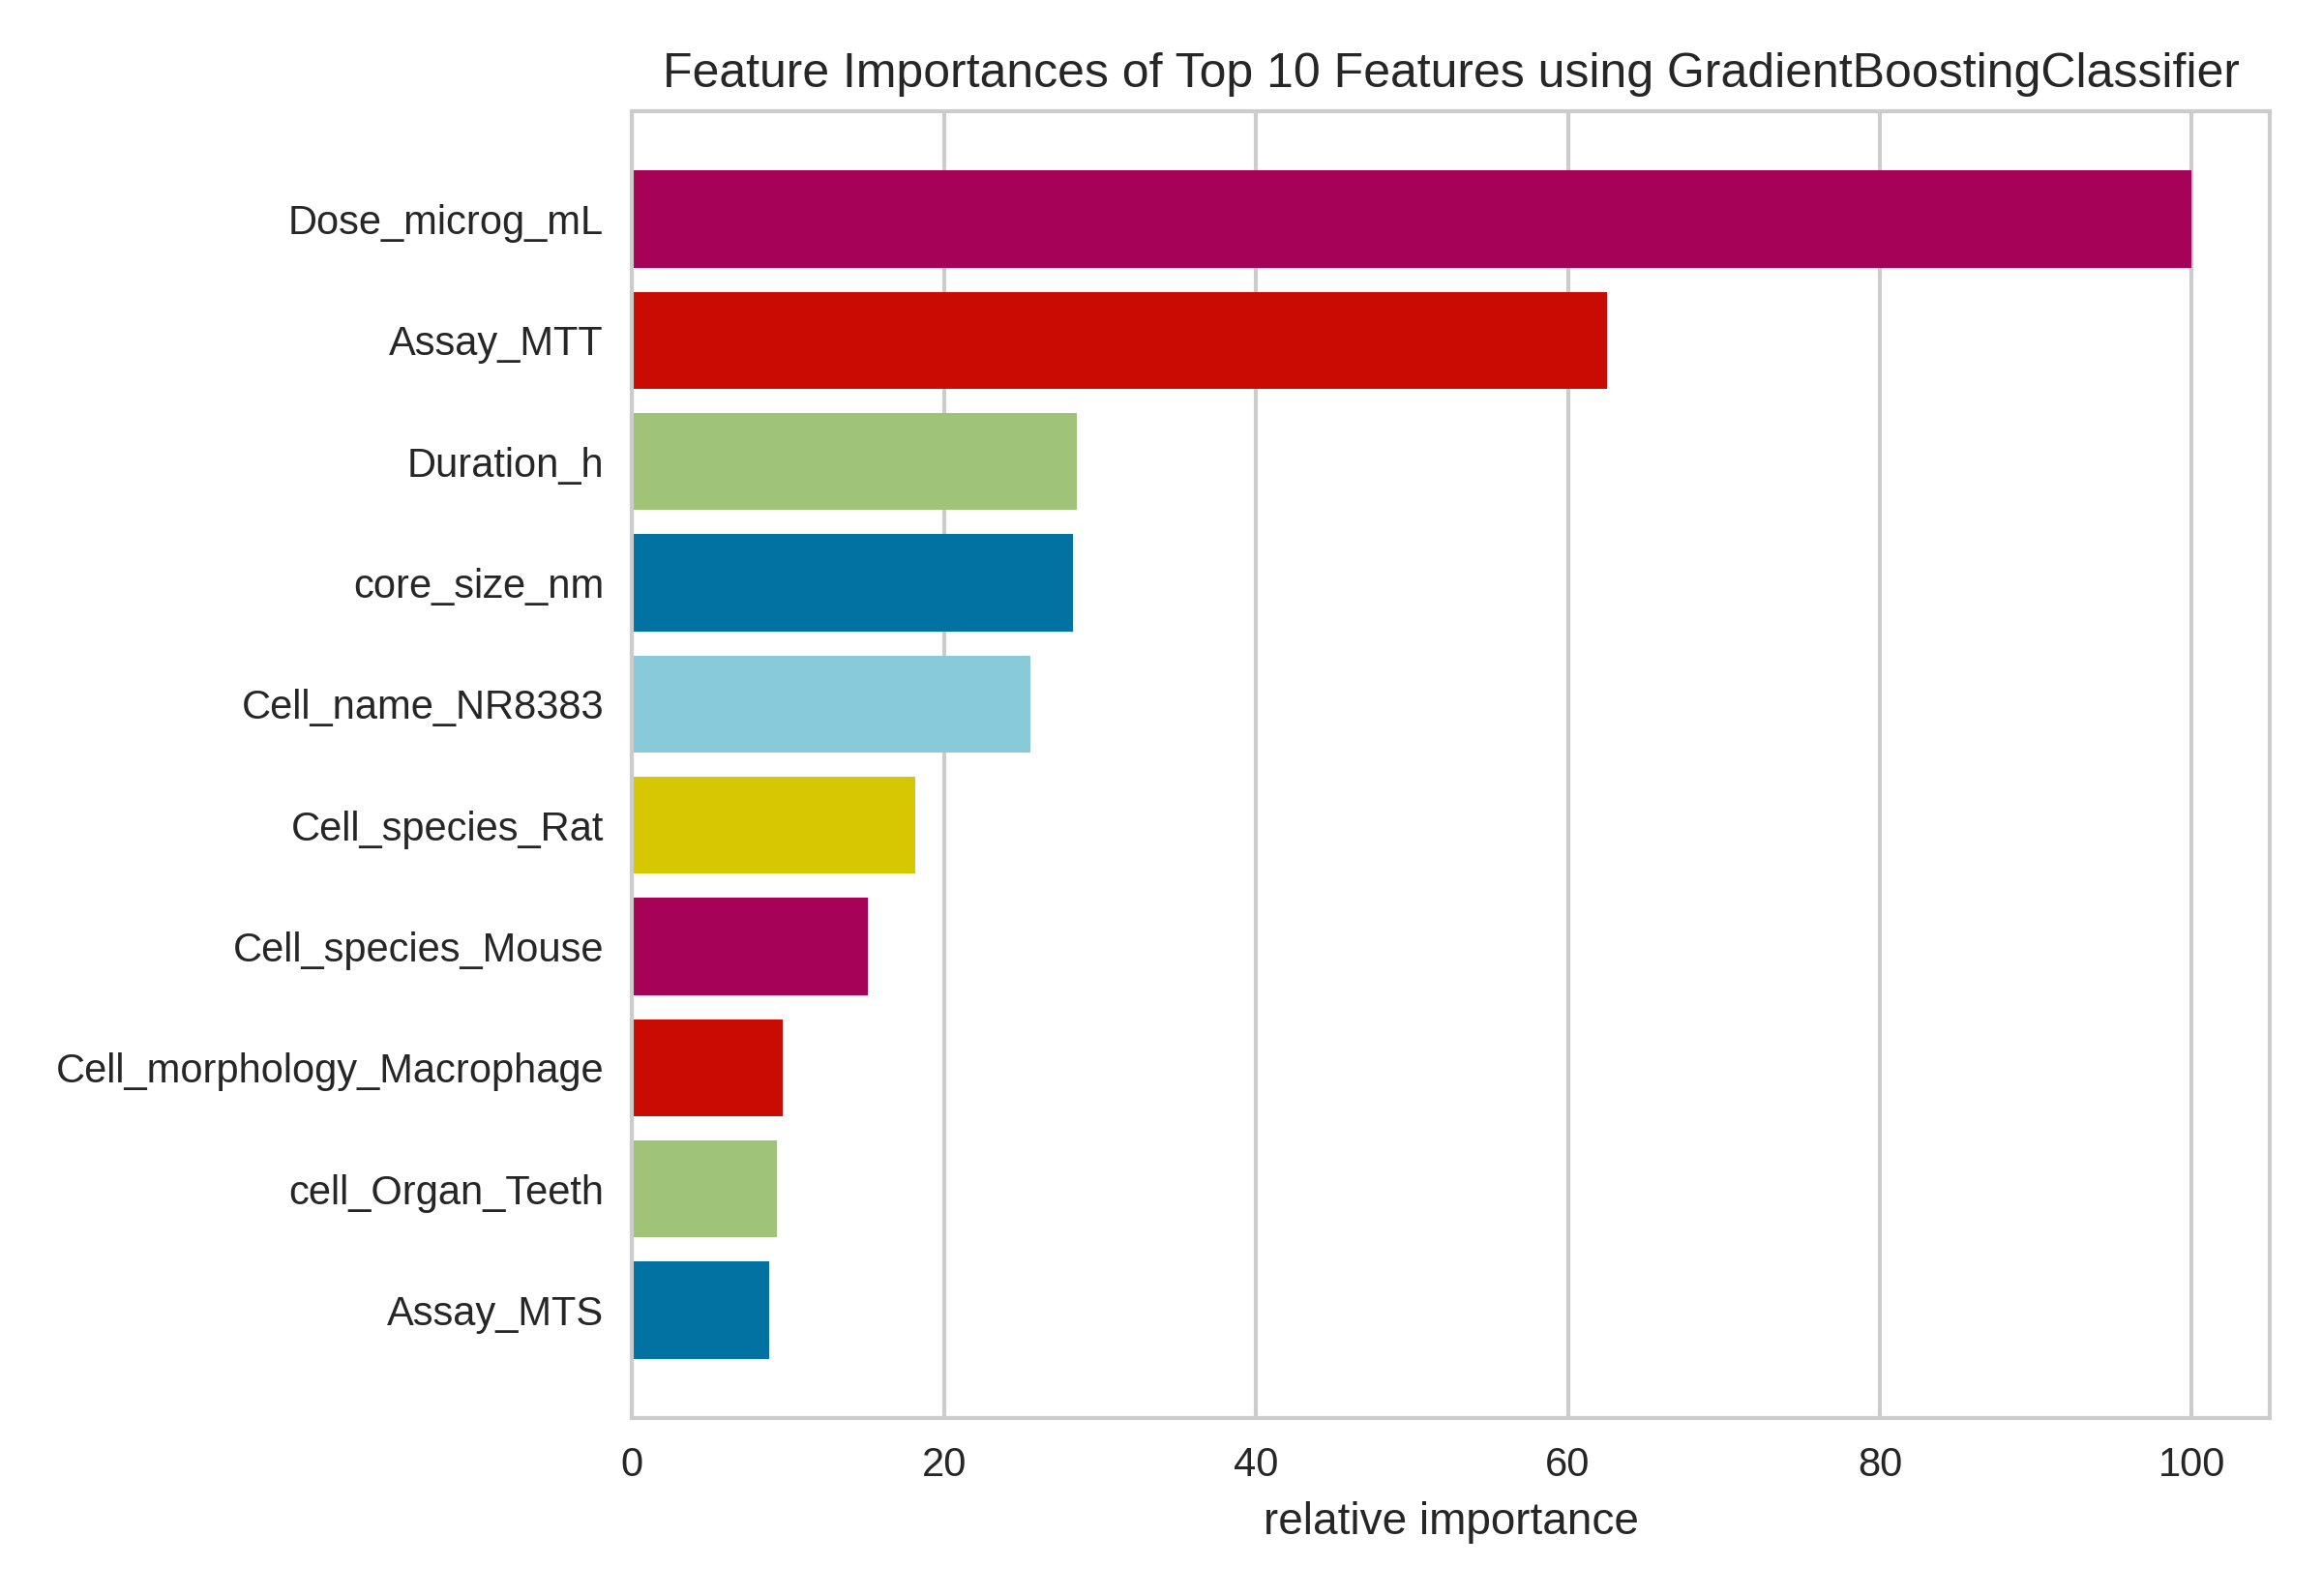 Feature Importances of Top 10 Features using GradientBoostingClassifier
Dose_microg_mL
Assay_MTT
Duration_h
core_size_nm
Cell_name_NR8383
Cell_species_Rat
Cell_species_Mouse
Cell_morphology_Macrophage
cell_Organ_Teeth
Assay_MTS
0 20 40 60 80 100
relative importance